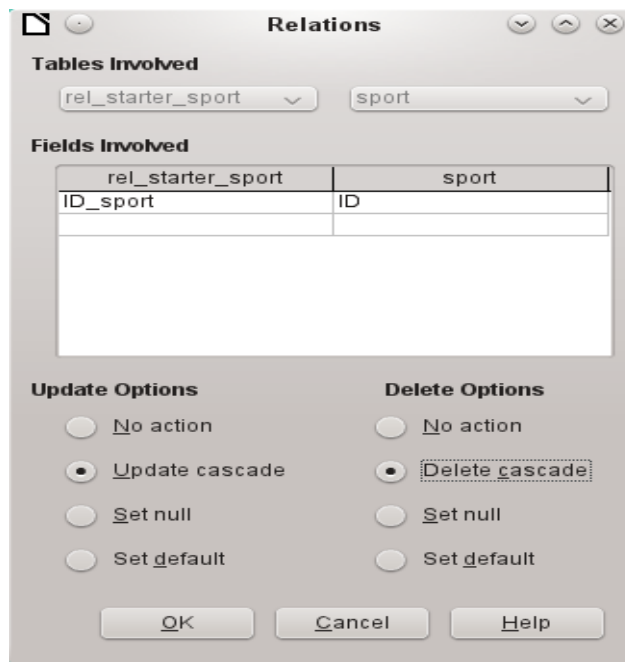 Relations
Tables Involved
rel_starter_sport sport
Fields Involved
rel_starter_sport sport
ID_sport ID
Update Options Delete Options
No action No action
Update cascade Delete cascade
Set null Set null
Set default Set default
OK Cancel Help